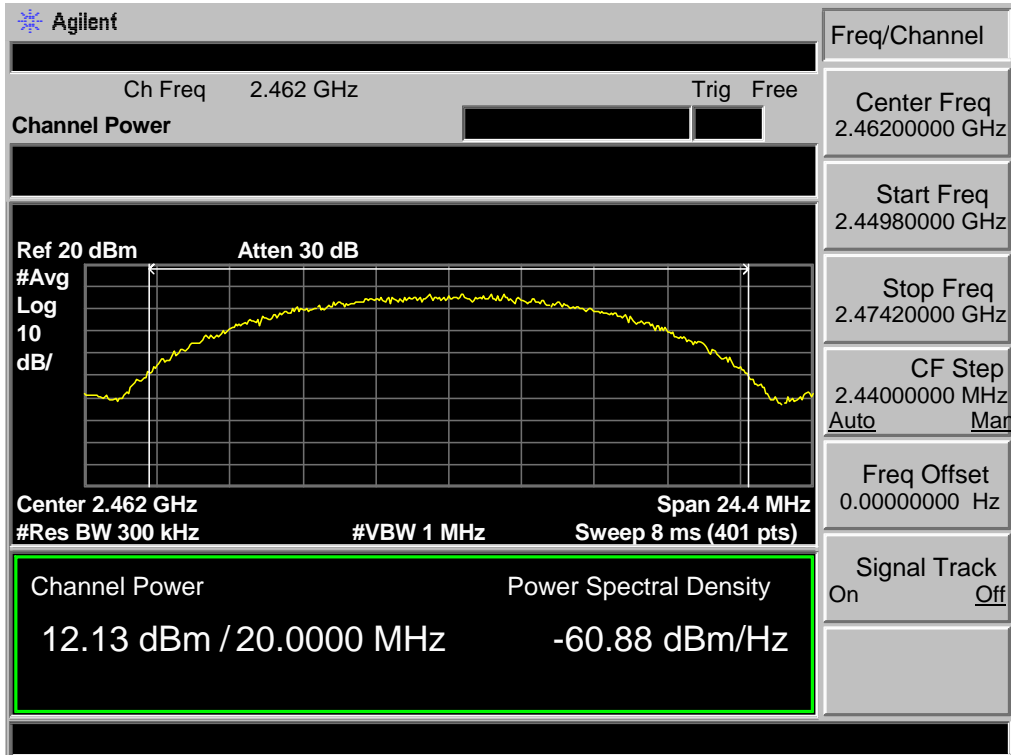 Agilent
Freq/Channel
Ch Freq 2.462 GHz Trig Free
Channel Power
Center Freq
2.46200000 GHz
Start Freq
2.44980000 GHz
Ref 20 dBm Atten 30 dB
#Avg
Log
10
dB/
Stop Freq
2.47420000 GHz
CF Step
2.44000000 MHz
Auto Man
Freq Offset
0.00000000 Hz
Center 2.462 GHz Span 24.4 MHz
#Res BW 300 kHz #VBW 1 MHz Sweep 8 ms (401 pts)
Signal Track
On Off
Channel Power Power Spectral Density
12.13 dBm / 20.0000 MHz -60.88 dBm/Hz